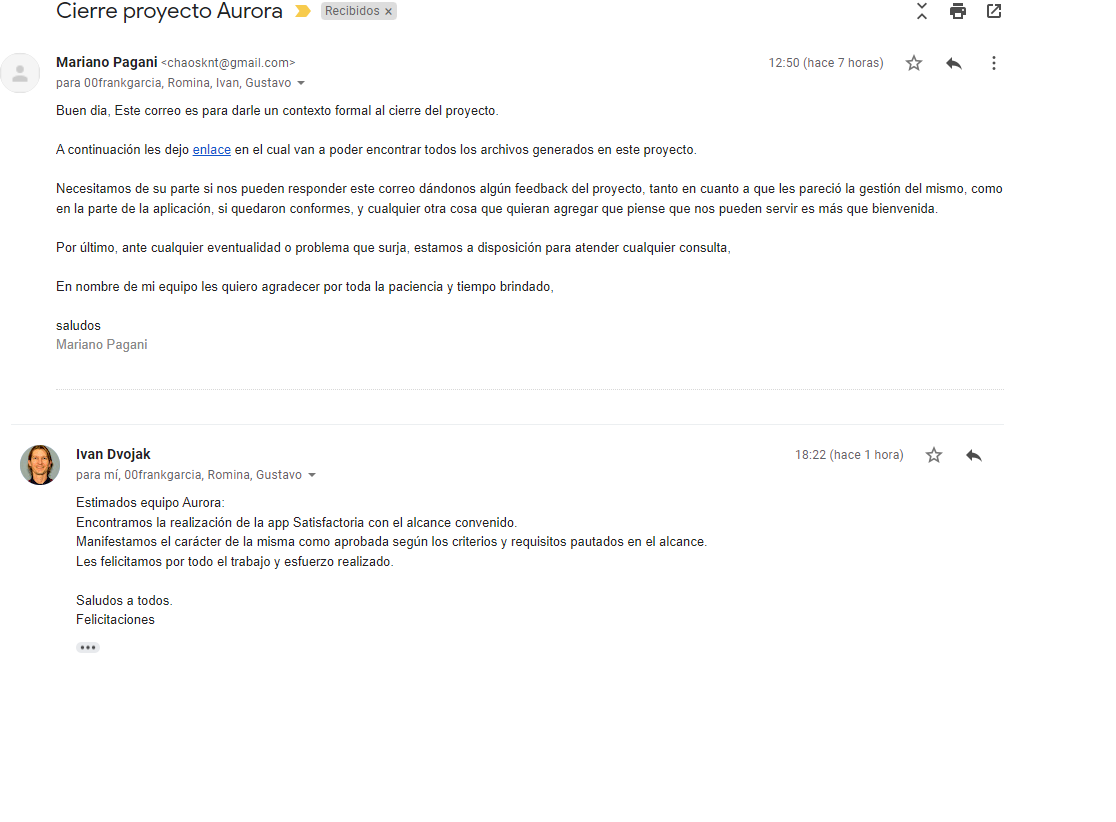 Cierre proyecto Aurora Recibidos ×
Mariano Pagani <chaosknt@gmail.com> 12:50 (hace 7 horas)
para 00frankgarcia, Romina, Ivan, Gustavo
Buen dia, Este correo es para darle un contexto formal al cierre del proyecto.
A continuación les dejo enlace en el cual van a poder encontrar todos los archivos generados en este proyecto.
Necesitamos de su parte si nos pueden responder este correo dándonos algún feedback del proyecto, tanto en cuanto a que les pareció la gestión del mismo, como
en la parte de la aplicación, si quedaron conformes, y cualquier otra cosa que quieran agregar que piense que nos pueden servir es más que bienvenida.
Por último, ante cualquier eventualidad o problema que surja, estamos a disposición para atender cualquier consulta,
En nombre de mi equipo les quiero agradecer por toda la paciencia y tiempo brindado,
saludos
Mariano Pagani
Ivan Dvojak 18:22 (hace 1 hora)
para mí, 00frankgarcia, Romina, Gustavo
Estimados equipo Aurora:
Encontramos la realización de la app Satisfactoria con el alcance convenido.
Manifestamos el carácter de la misma como aprobada según los criterios y requisitos pautados en el alcance.
Les felicitamos por todo el trabajo y esfuerzo realizado.
Saludos a todos.
Felicitaciones